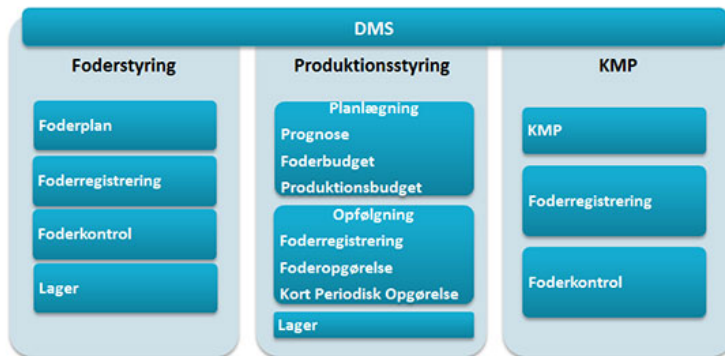 DMS
Foderstyring
Foderplan
Foderregistrering
Foderkontrol
Lager
Produktionsstyring
Planlægning
Prognose
Foderbudget
Produktionsbudget
Opfølgning
Foderregistrering
Foderopgørelse
Kort Periodisk Opgørelse
Lager
KMP
KMP
Foderregistrering
Foderkontrol